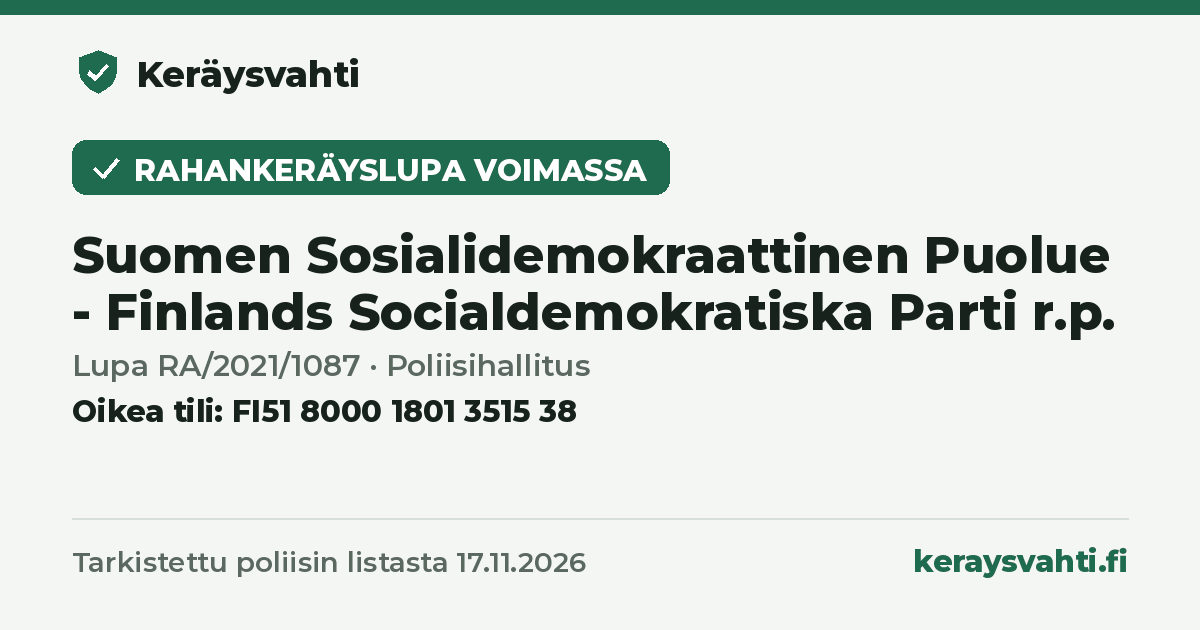 Keräysvahti
RAHANKERÄYSLUPA VOIMASSA
Suomen Sosialidemokraattinen Puolue
- Finlands Socialdemokratiska Parti r.p.
Lupa RA/2021/1087 · Poliisihallitus
Oikea tili: FI51 8000 1801 3515 38
Tarkistettu poliisin listasta 17.11.2026
keraysvahti.fi